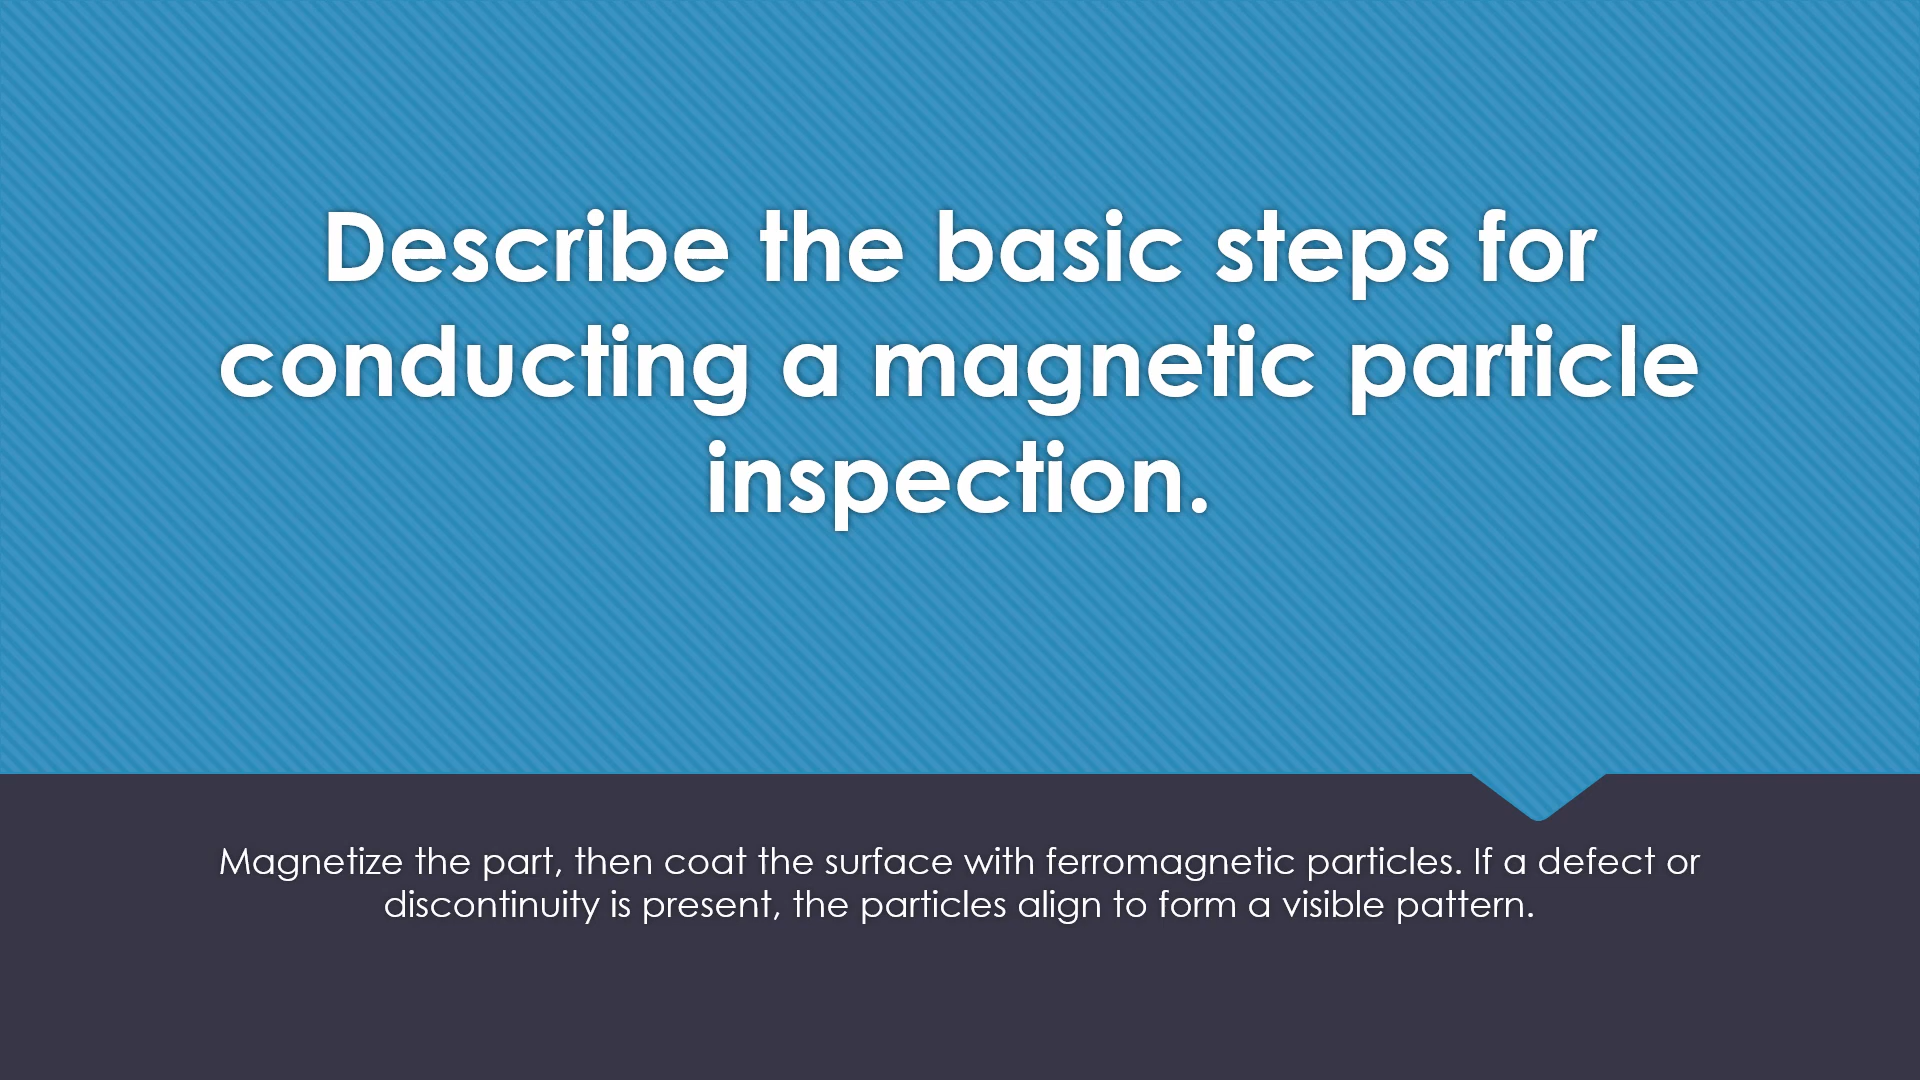 Describe the basic steps for
conducting a magnetic particle
inspection.
Magnetize the part, then coat the surface with ferromagnetic particles. If a defect or
discontinuity is present, the particles align to form a visible pattern.